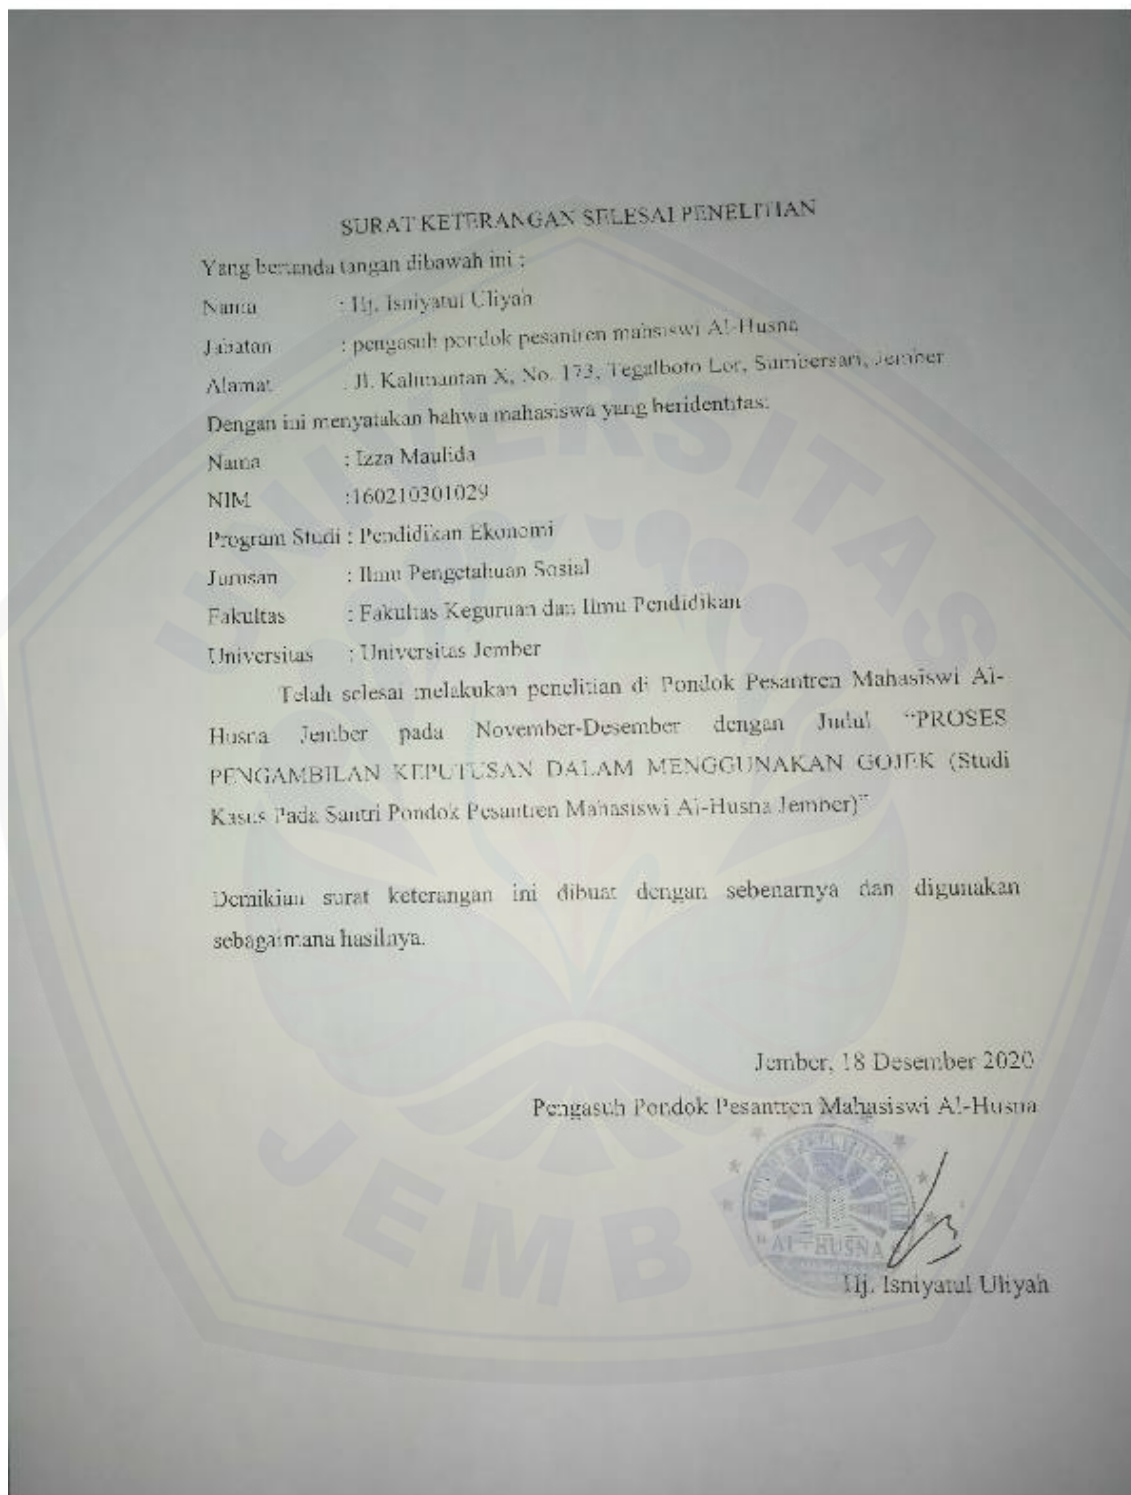 SURAT KETERANGAN SELESAI PENELITIAN
Yang bertanda tangan dibawah ini :
Nama : Hj. Isniyatul Uliyah
Jabatan : pengasuh pondok pesantren mahsiswi Al-Husna
Alamat : Jl. Kalimantan X, No. 173, Tegalboto Lor, Sumbersari, Jember
Dengan ini menyatakan bahwa mahasiswa yang beridentitas:
Nama : Izza Maulida
NIM :160210301029
Program Studi : Pendidikan Ekonomi
Jurusan : Ilmu Pengetahuan Sosial
Fakultas : Fakultas Keguruan dan Ilmu Pendidikan
Universitas : Universitas Jember
Telah selesai melakukan penelitian di Pondok Pesantren Mahasiswi Al-
Husna Jember pada November-Desember dengan Judul “PROSES
PENGAMBILAN KEPUTUSAN DALAM MENGGUNAKAN GOJEK (Studi
Kasus Pada Santri Pondok Pesantren Mahasiswi Al-Husna Jember)”
Demikian surat keterangan ini dibuat dengan sebenarnya dan digunakan
sebagaimana hasilnya.
Jember, 18 Desember 2020
Pengasuh Pondok Pesantren Mahasiswi Al-Husna
"AL-HUSNA"
Hj. Isniyatul Uliyah
UNIVERSITAS
JEMBER